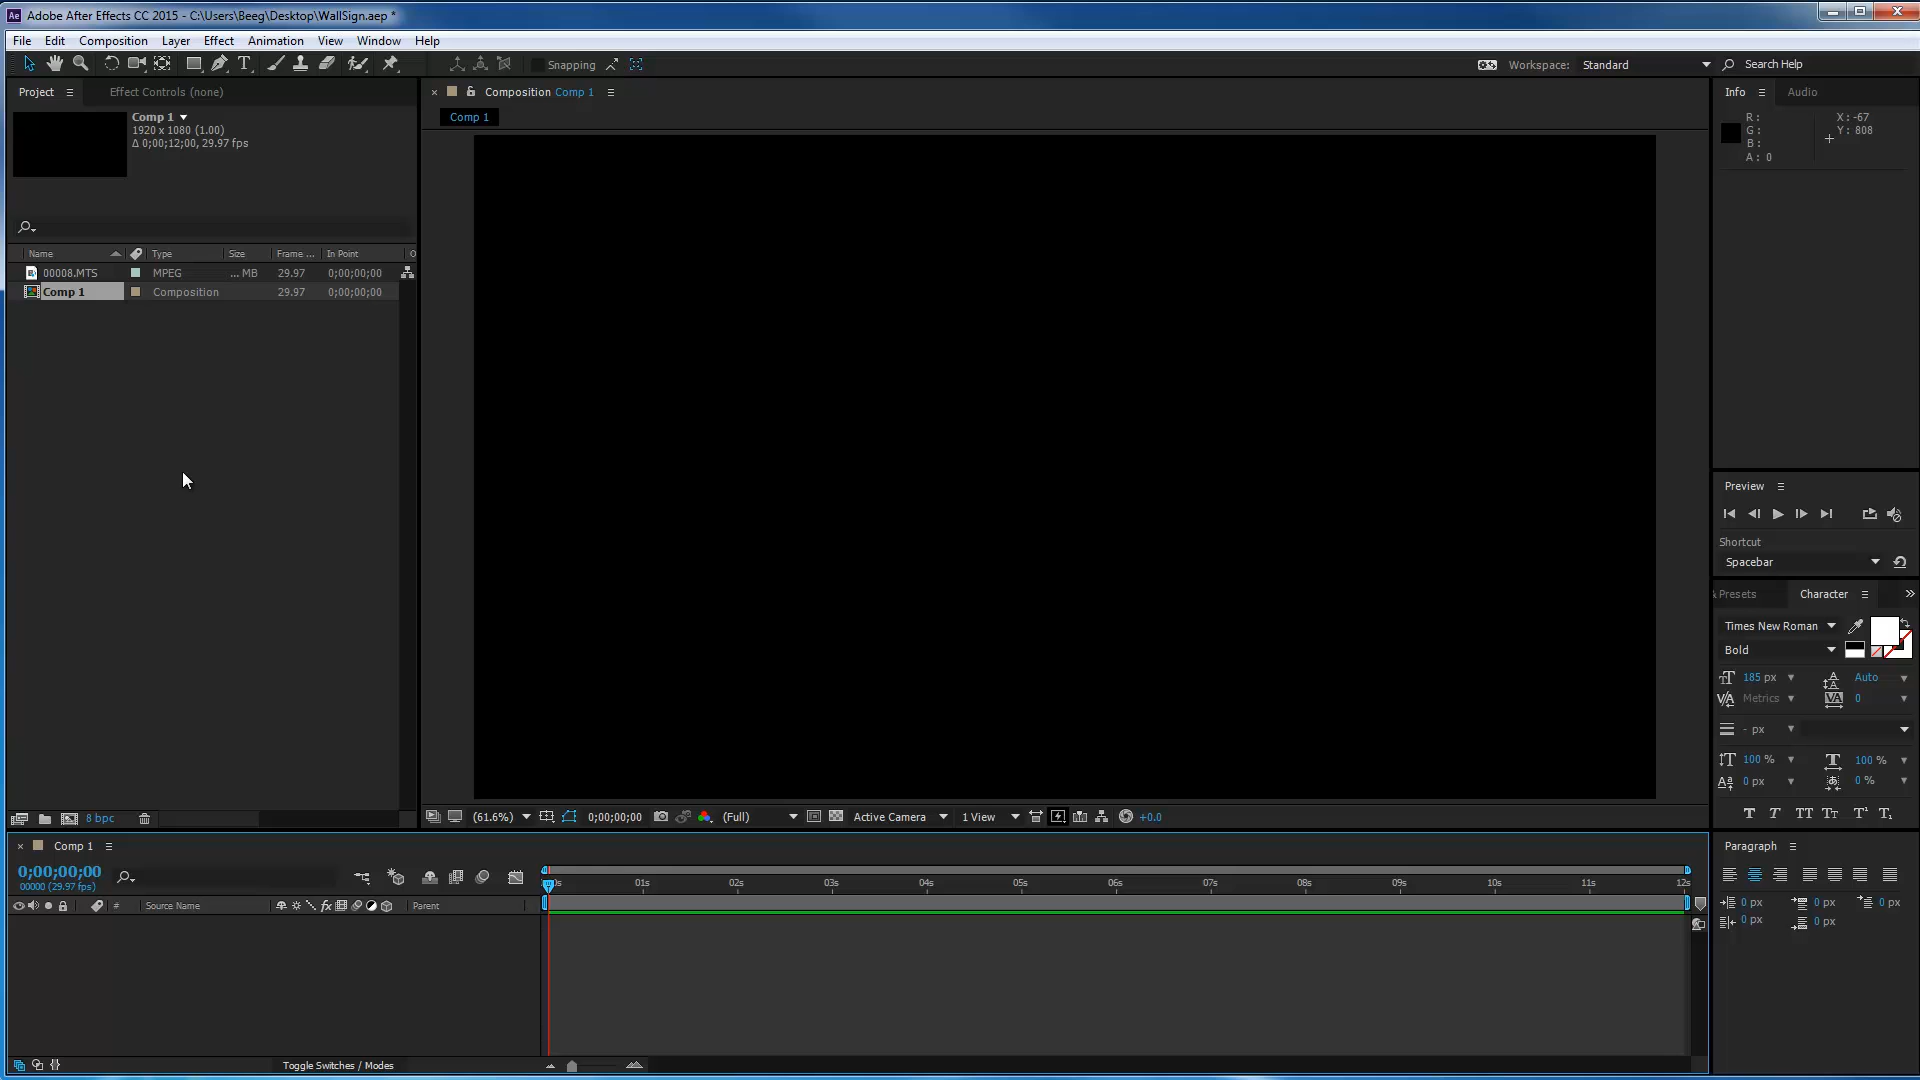 Adobe After Effects CC 2015 - C:\Users\Beeg\Desktop\WallSign.aep *
File Edit Composition Layer Effect Animation View Window Help
Snapping Workspace: Standard Search Help
Project Effect Controls (none)
Comp 1
1920 x 1080 (1.00)
Δ 0;00;12;00, 29.97 fps
Name Type Size Frame ... In Point O
00008.MTS MPEG ... MB 29.97 0;00;00;00
Comp 1 Composition 29.97 0;00;00;00
8 bpc
Composition Comp 1
Comp 1
(61.6%) 0;00;00;00 (Full) Active Camera 1 View +0.0
Info Audio
R: X: -67
G: Y: 808
B:
A: 0
Preview
Shortcut
Spacebar
& Presets Character
Times New Roman
Bold
185 px Auto
Metrics 0
- px
100 % 100 %
0 px 0 %
Paragraph
0 px 0 px 0 px
0 px 0 px
Comp 1
0;00;00;00
00000 (29.97 fps)
01s 02s 03s 04s 05s 06s 07s 08s 09s 10s 11s 12s
# Source Name Parent
Toggle Switches / Modes